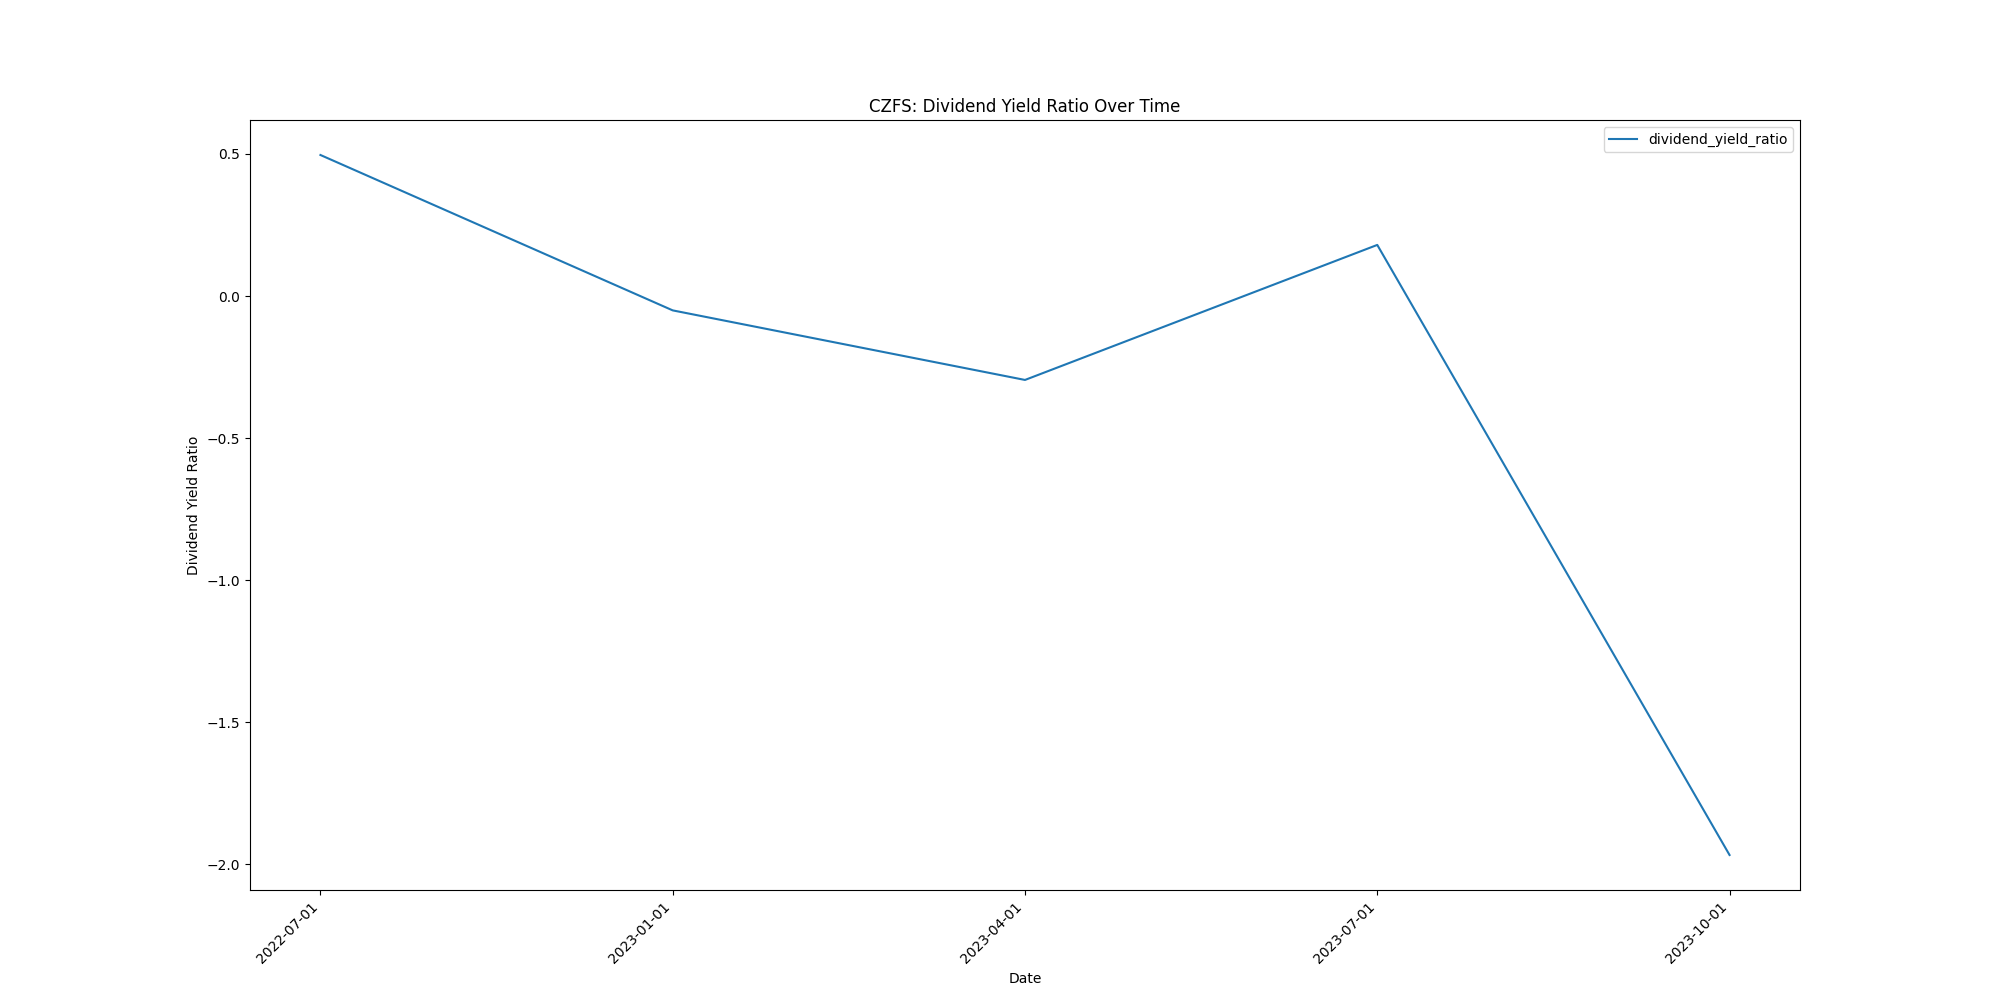 CZFS: Dividend Yield Ratio Over Time
dividend_yield_ratio
Dividend Yield Ratio
0.5
0.0
−0.5
−1.0
−1.5
−2.0
2022-07-01
2023-01-01
2023-04-01
2023-07-01
2023-10-01
Date